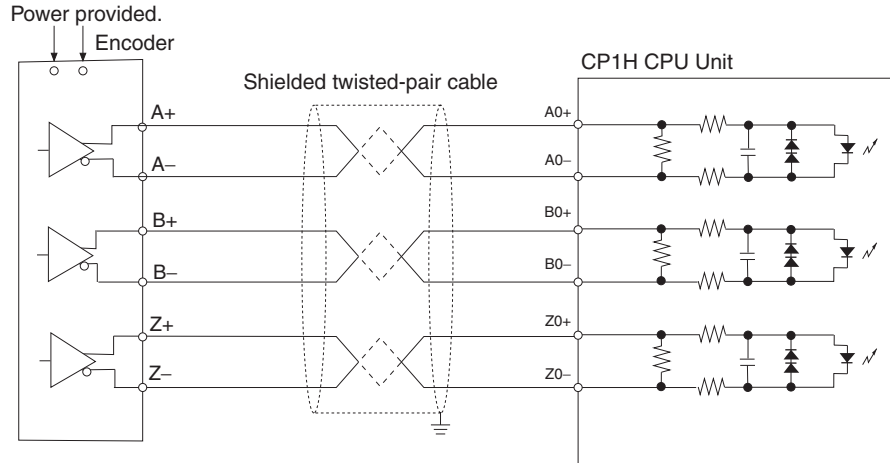 Power provided.
Encoder
Shielded twisted-pair cable
CP1H CPU Unit
A+
A0+
A−
A0−
B+
B0+
B−
B0−
Z+
Z0+
Z−
Z0−